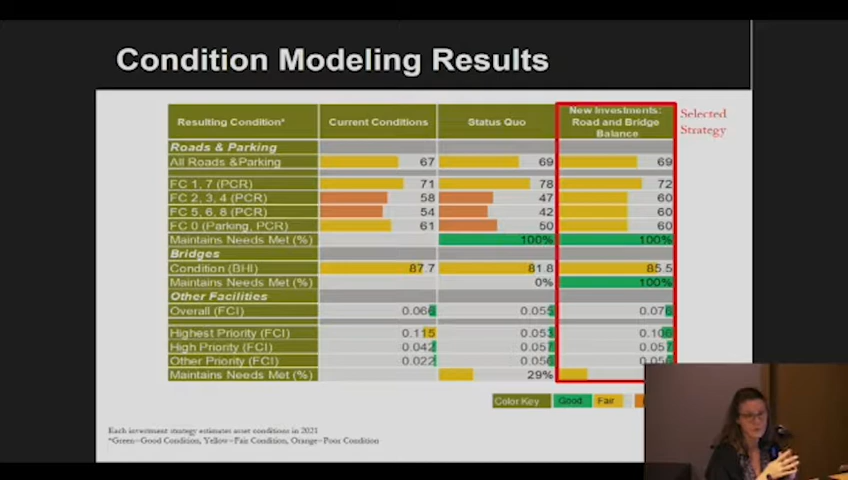 Condition Modeling Results
Resulting Condition* Current Conditions Status Quo New Investments: Road and Bridge Balance
Selected Strategy
Roads & Parking
All Roads &Parking 67 69 69
FC 1, 7 (PCR) 71 78 72
FC 2, 3, 4 (PCR) 58 47 60
FC 5, 6, 8 (PCR) 54 42 60
FC 0 (Parking, PCR) 61 50 60
Maintains Needs Met (%) 100% 100%
Bridges
Condition (BHI) 87.7 81.8 85.5
Maintains Needs Met (%) 0% 100%
Other Facilities
Overall (FCI) 0.066 0.055 0.076
Highest Priority (FCI) 0.115 0.053 0.106
High Priority (FCI) 0.042 0.057 0.057
Other Priority (FCI) 0.022 0.056 0.056
Maintains Needs Met (%) 29%
Color Key Good Fair
Each investment strategy estimates asset conditions in 2021
*Green=Good Condition, Yellow=Fair Condition, Orange=Poor Condition